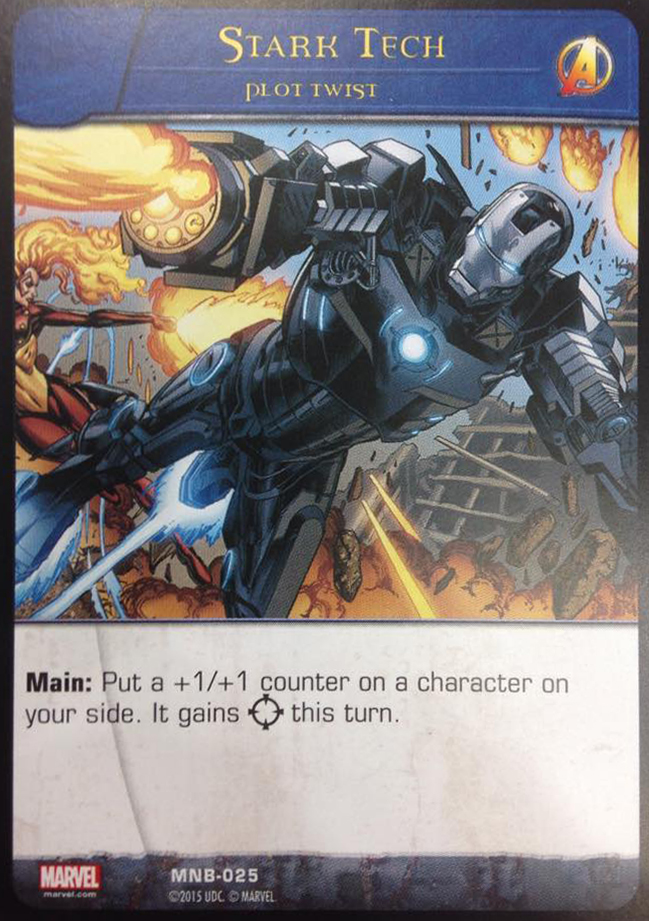 Stark Tech
PLOT TWIST
Main: Put a +1/+1 counter on a character on
your side. It gains this turn.
MARVEL
marvel.com
MNB-025
©2015 UDC. © MARVEL.